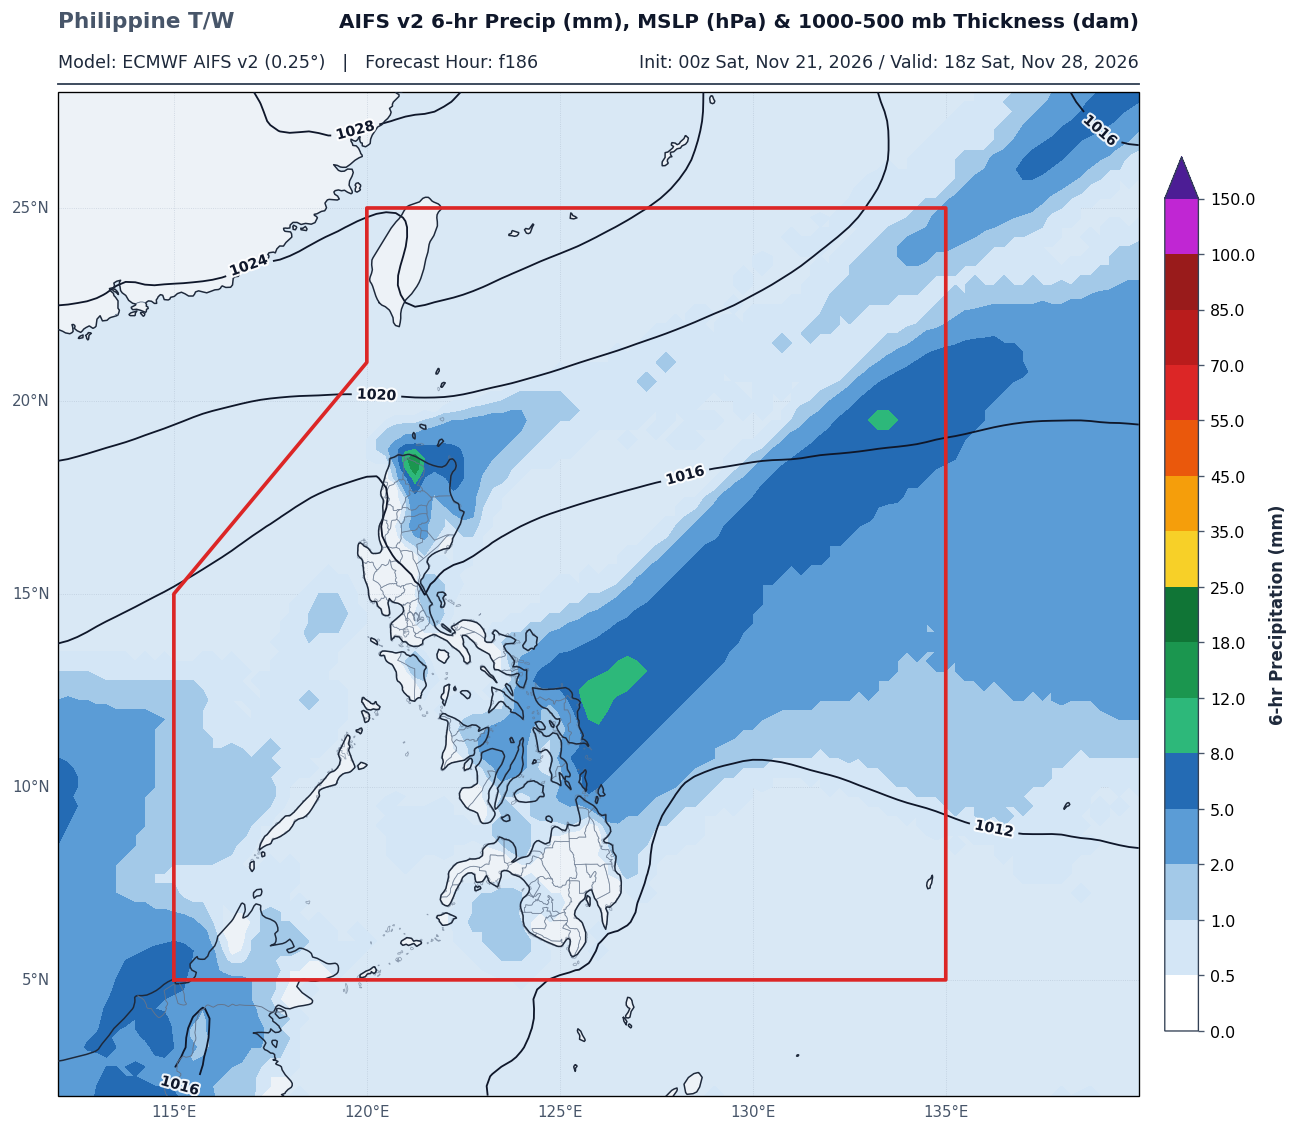 Philippine T/W
AIFS v2 6-hr Precip (mm), MSLP (hPa) & 1000-500 mb Thickness (dam)
Model: ECMWF AIFS v2 (0.25°) | Forecast Hour: f186
Init: 00z Sat, Nov 21, 2026 / Valid: 18z Sat, Nov 28, 2026
1028
1016
1024
1020
1016
1012
1016
25°N
20°N
15°N
10°N
5°N
115°E
120°E
125°E
130°E
135°E
150.0
100.0
85.0
70.0
55.0
45.0
35.0
25.0
18.0
12.0
8.0
5.0
2.0
1.0
0.5
0.0
6-hr Precipitation (mm)